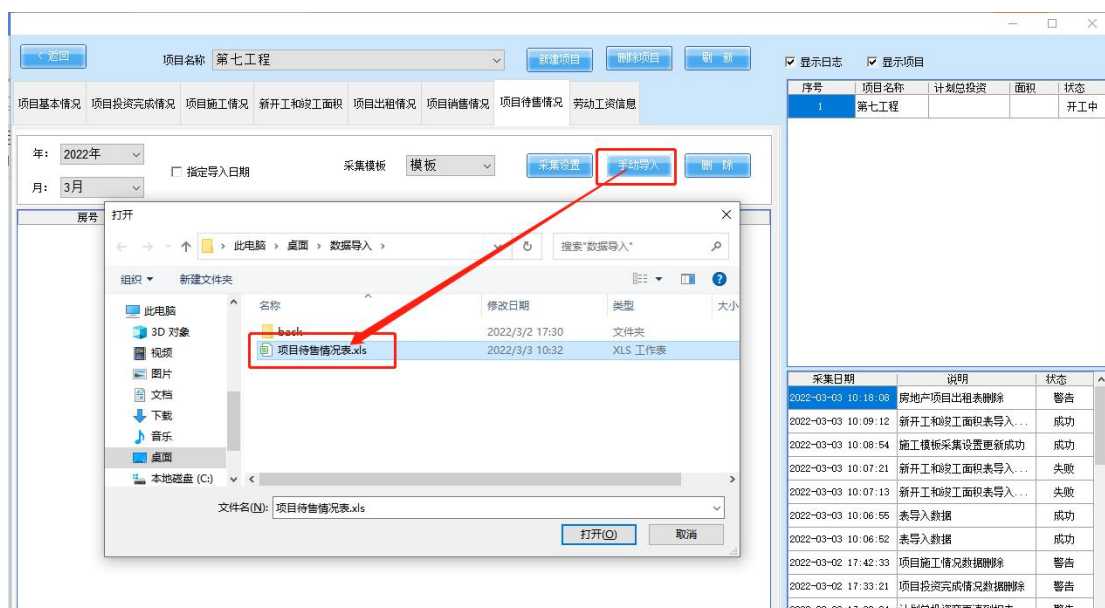 < 返回
项目名称 第七工程
新建项目 删除项目 刷 新
显示日志 显示项目
项目基本情况 项目投资完成情况 项目施工情况 新开工和竣工面积 项目出租情况 项目销售情况 项目待售情况 劳动工资信息
序号 项目名称 计划总投资 面积 状态
1 第七工程 开工中
年: 2022年
指定导入日期
采集模板 模板
采集设置 手动导入 删 除
月: 3月
房号
打开
此电脑 › 桌面 › 数据导入 ›
搜索"数据导入"
组织 新建文件夹
此电脑
3D 对象
视频
图片
文档
下载
音乐
桌面
本地磁盘 (C:)
名称 修改日期 类型 大小
back 2022/3/2 17:30 文件夹
项目待售情况表.xls 2022/3/3 10:32 XLS 工作表
文件名(N): 项目待售情况表.xls
打开(O) 取消
采集日期 说明 状态
2022-03-03 10:18:08 房地产项目出租表删除 警告
2022-03-03 10:09:12 新开工和竣工面积表导入... 成功
2022-03-03 10:08:54 施工模板采集设置更新成功 成功
2022-03-03 10:07:21 新开工和竣工面积表导入... 失败
2022-03-03 10:07:13 新开工和竣工面积表导入... 失败
2022-03-03 10:06:55 表导入数据 成功
2022-03-03 10:06:52 表导入数据 成功
2022-03-02 17:42:33 项目施工情况数据删除 警告
2022-03-02 17:33:21 项目投资完成情况数据删除 警告